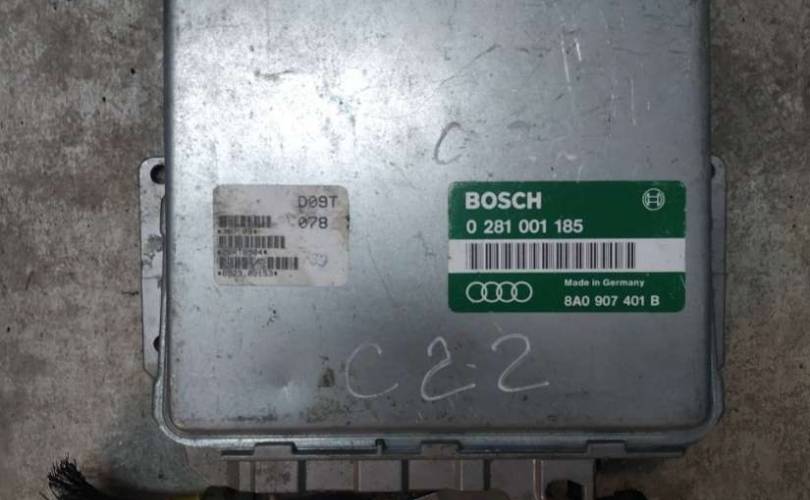 C
D09T
078
BOSCH
0 281 001 185
Made in Germany
8A0 907 401 B
C22